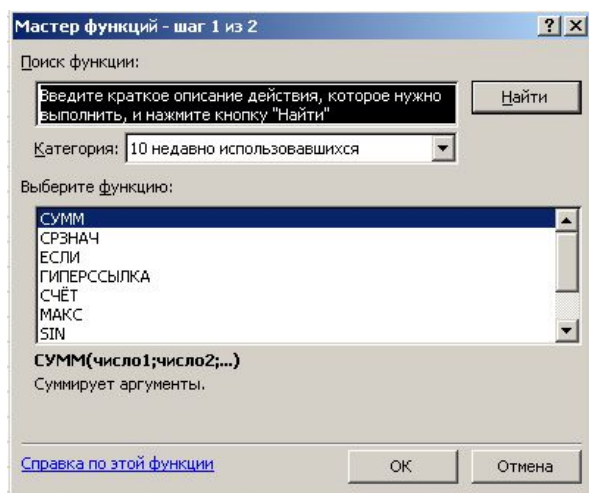 Мастер функций - шаг 1 из 2
Поиск функции:
Введите краткое описание действия, которое нужно
выполнить, и нажмите кнопку "Найти"
Найти
Категория: 10 недавно использовавшихся
Выберите функцию:
СУММ
СРЗНАЧ
ЕСЛИ
ГИПЕРССЫЛКА
СЧЁТ
МАКС
SIN
СУММ(число1;число2;...)
Суммирует аргументы.
Справка по этой функции
ОК
Отмена